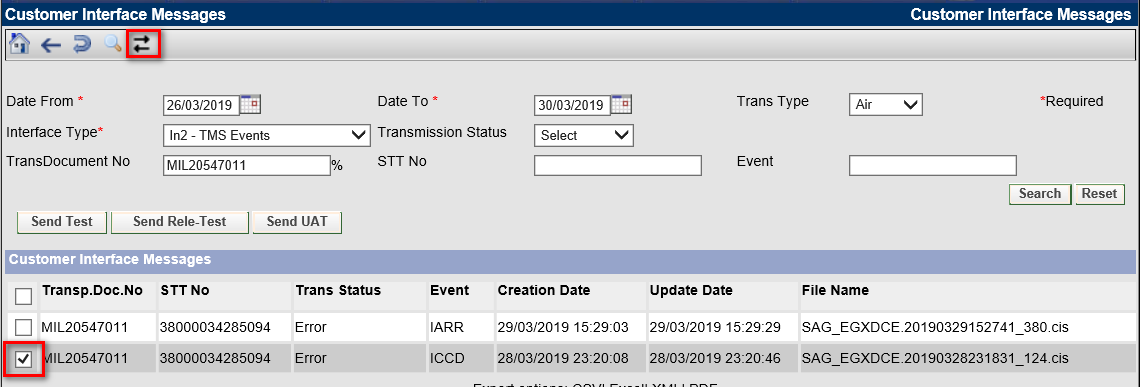 Customer Interface Messages Customer Interface Messages
Date From * 26/03/2019 Date To * 30/03/2019 Trans Type Air *Required
Interface Type* In2 - TMS Events Transmission Status Select
TransDocument No MIL20547011 % STT No Event
Search Reset
Send Test Send Rele-Test Send UAT
Customer Interface Messages
Transp.Doc.No STT No Trans Status Event Creation Date Update Date File Name
MIL20547011 38000034285094 Error IARR 29/03/2019 15:29:03 29/03/2019 15:29:29 SAG_EGXDCE.20190329152741_380.cis
MIL20547011 38000034285094 Error ICCD 28/03/2019 23:20:08 28/03/2019 23:20:46 SAG_EGXDCE.20190328231831_124.cis